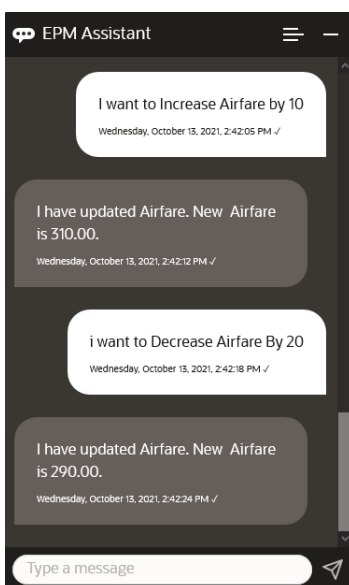 EPM Assistant
I want to Increase Airfare by 10
Wednesday, October 13, 2021, 2:42:05 PM ✓
I have updated Airfare. New Airfare
is 310.00.
Wednesday, October 13, 2021, 2:42:12 PM ✓
i want to Decrease Airfare By 20
Wednesday, October 13, 2021, 2:42:18 PM ✓
I have updated Airfare. New Airfare
is 290.00.
Wednesday, October 13, 2021, 2:42:24 PM ✓
Type a message